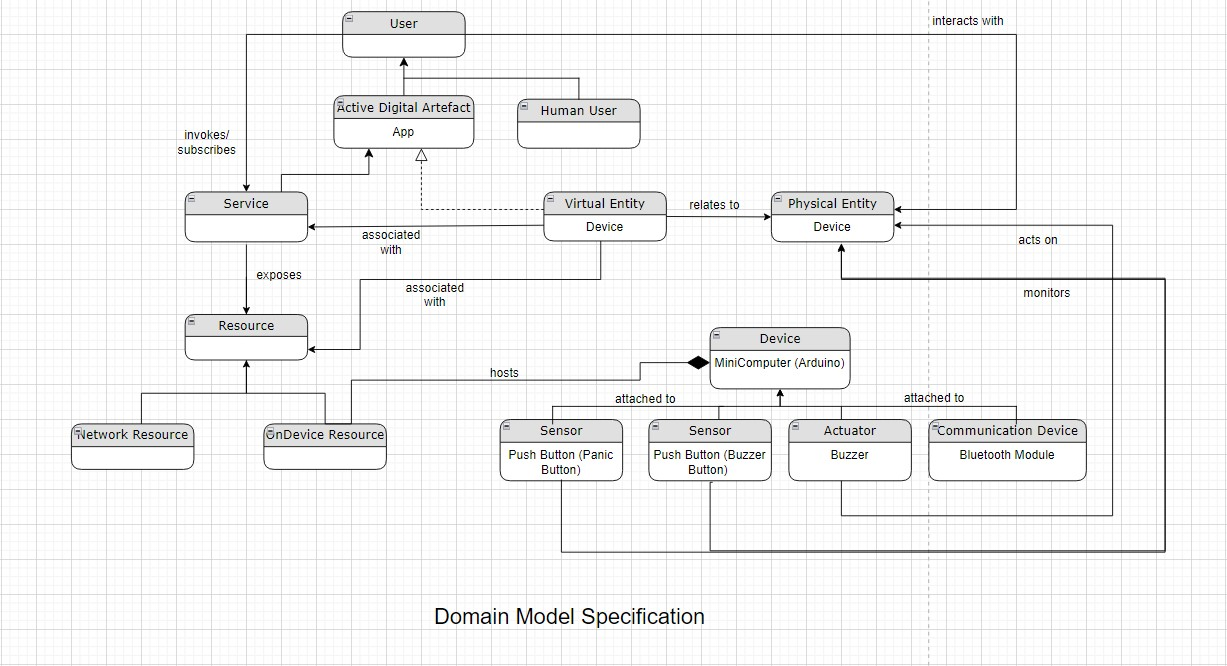 User
interacts with
Active Digital Artefact
App
Human User
invokes/
subscribes
Service
Virtual Entity
Device
relates to
Physical Entity
Device
associated
with
acts on
exposes
associated
with
monitors
Resource
Device
MiniComputer (Arduino)
hosts
attached to
attached to
Network Resource
OnDevice Resource
Sensor
Push Button (Panic
Button)
Sensor
Push Button (Buzzer
Button)
Actuator
Buzzer
Communication Device
Bluetooth Module
Domain Model Specification